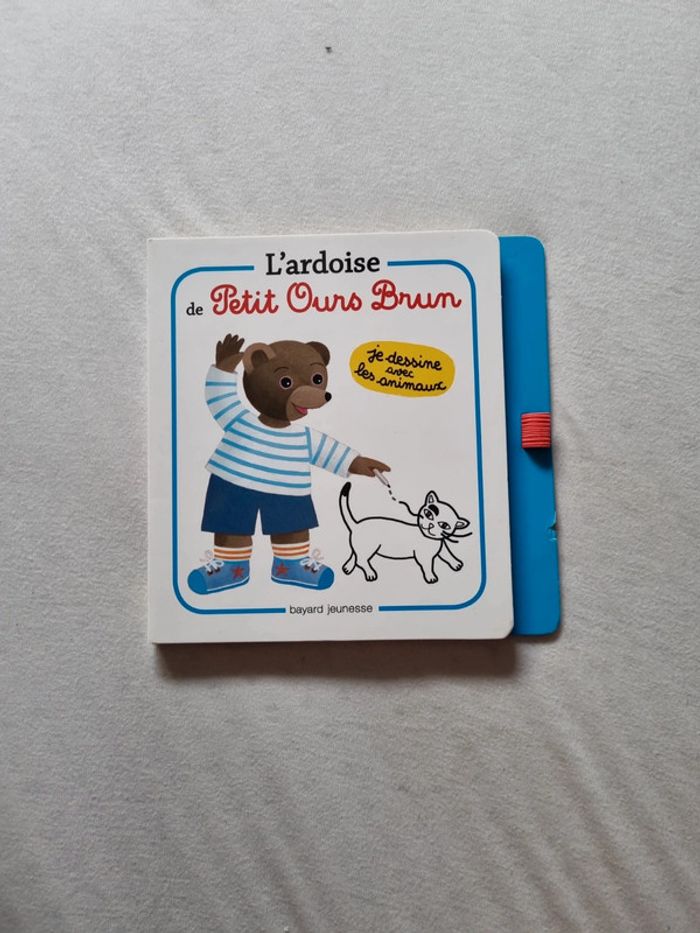 L'ardoise
de Petit Ours Brun
je dessine
avec
les animaux
bayard jeunesse